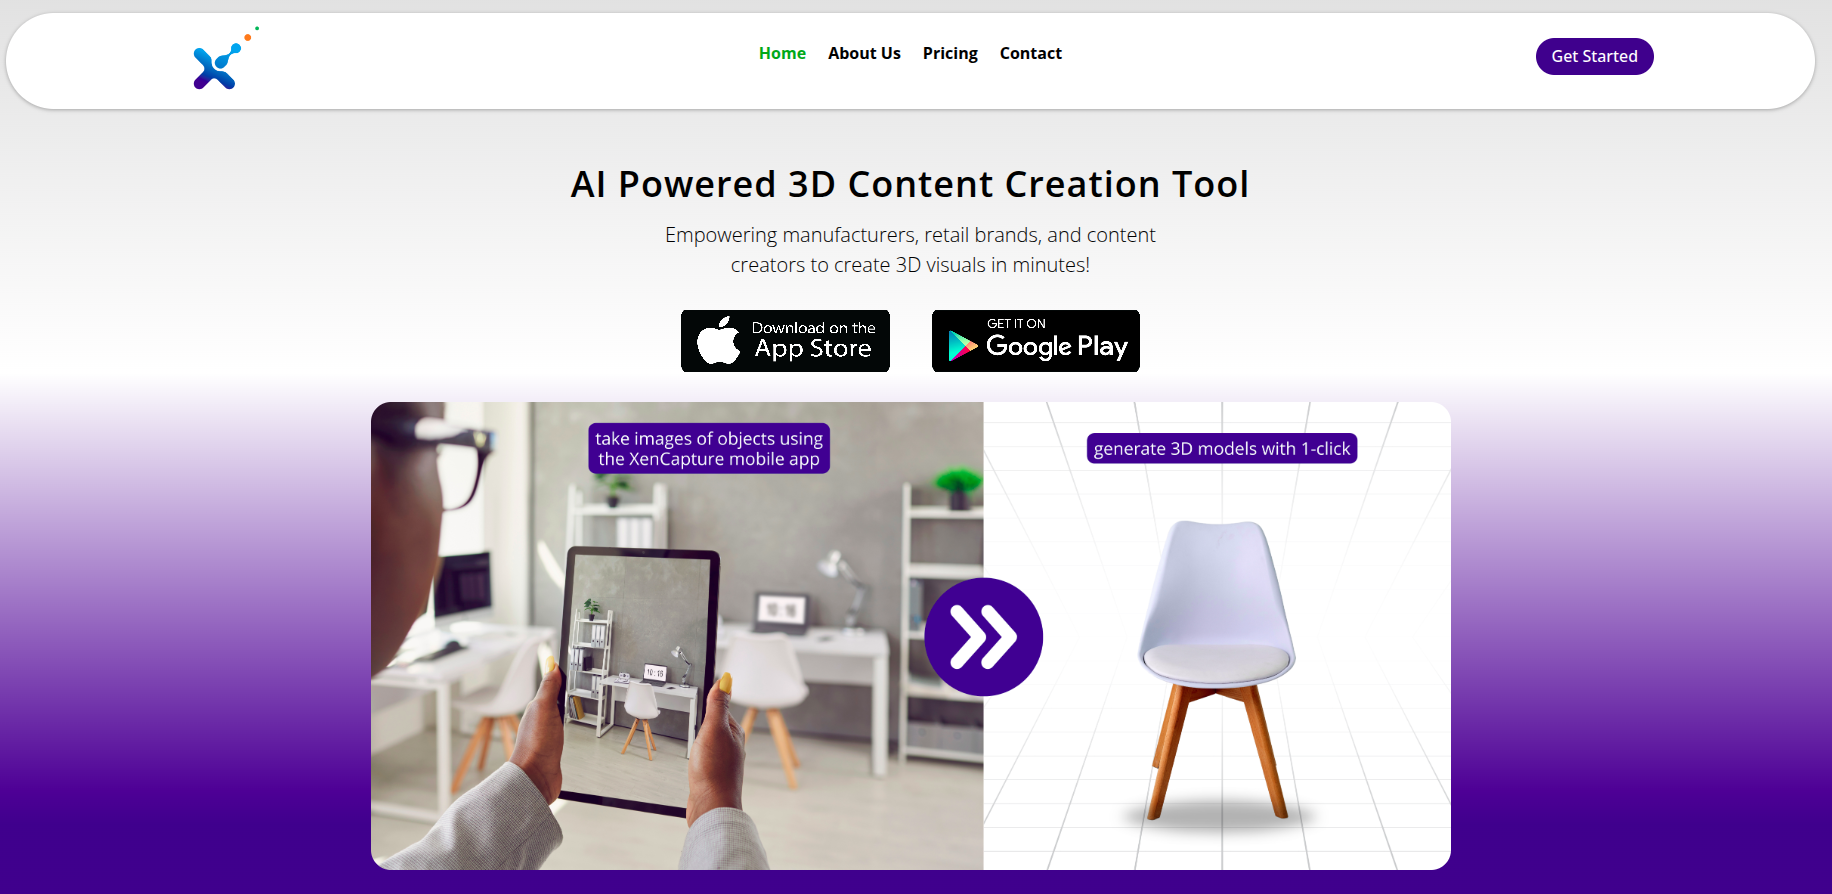 Home About Us Pricing Contact
Get Started
AI Powered 3D Content Creation Tool
Empowering manufacturers, retail brands, and content
creators to create 3D visuals in minutes!
Download on the
App Store
GET IT ON
Google Play
take images of objects using
the XenCapture mobile app
generate 3D models with 1-click